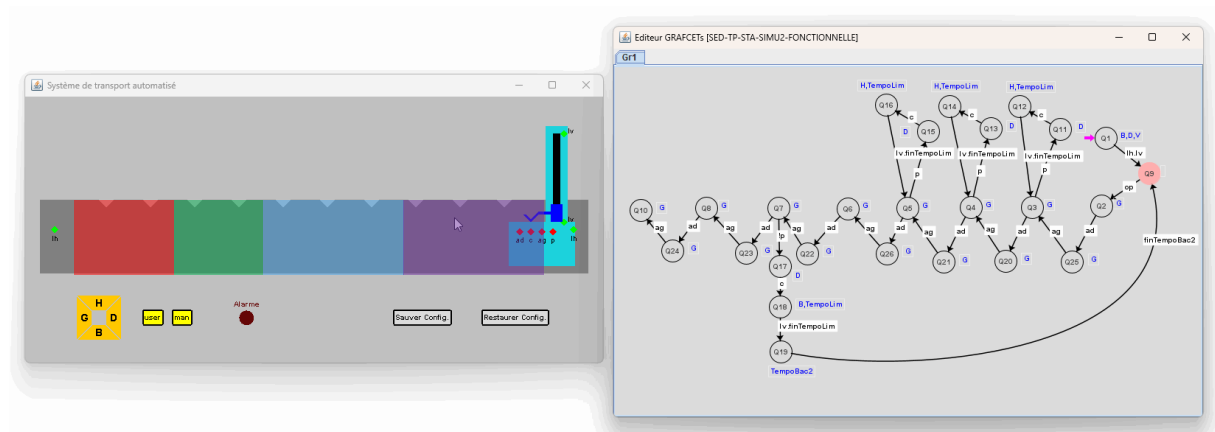 Système de transport automatisé
lv
lv
lh
lh
ad c ag p
H
G D
B
user
man
Alarme
Sauver Config.
Restaurer Config.
Editeur GRAFCETs [SED-TP-STA-SIMU2-FONCTIONNELLE]
Gr1
H,TempoLim
H,TempoLim
H,TempoLim
Q16
c
D
Q15
Q14
c
Q13
D
Q12
c
Q11
D
Q1
B,D,V
lh.lv
lv.finTempoLim
lv.finTempoLim
lv.finTempoLim
p
p
p
Q9
op
Q10
G
ag
Q24
G
ad
Q8
G
ag
Q23
G
ad
Q7
G
ag
Q22
G
ad
Q6
G
ag
Q26
G
ad
Q5
G
ag
Q21
G
ad
Q4
G
ag
Q20
G
ad
Q3
G
ag
Q25
G
ad
Q2
G
!p
Q17
D
c
Q18
B,TempoLim
lv.finTempoLim
Q19
TempoBac2
finTempoBac2